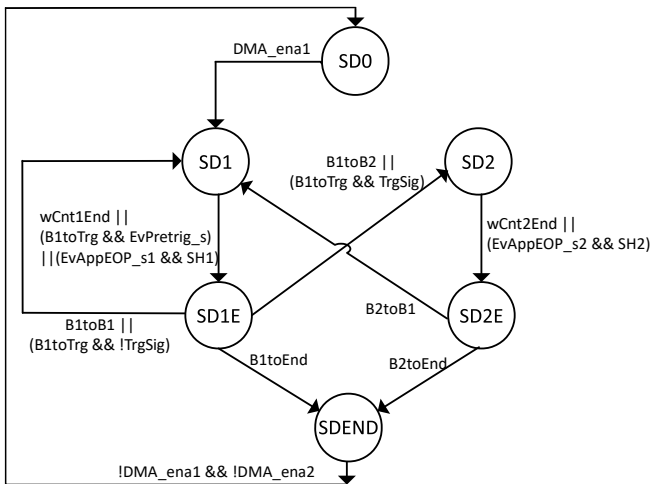 DMA_ena1
SD0
SD1
B1toB2 ||
(B1toTrg && TrgSig)
SD2
wCnt1End ||
(B1toTrg && EvPretrig_s)
||(EvAppEOP_s1 && SH1)
wCnt2End ||
(EvAppEOP_s2 && SH2)
SD1E
B2toB1
SD2E
B1toB1 ||
(B1toTrg && !TrgSig)
B1toEnd
B2toEnd
SDEND
!DMA_ena1 && !DMA_ena2